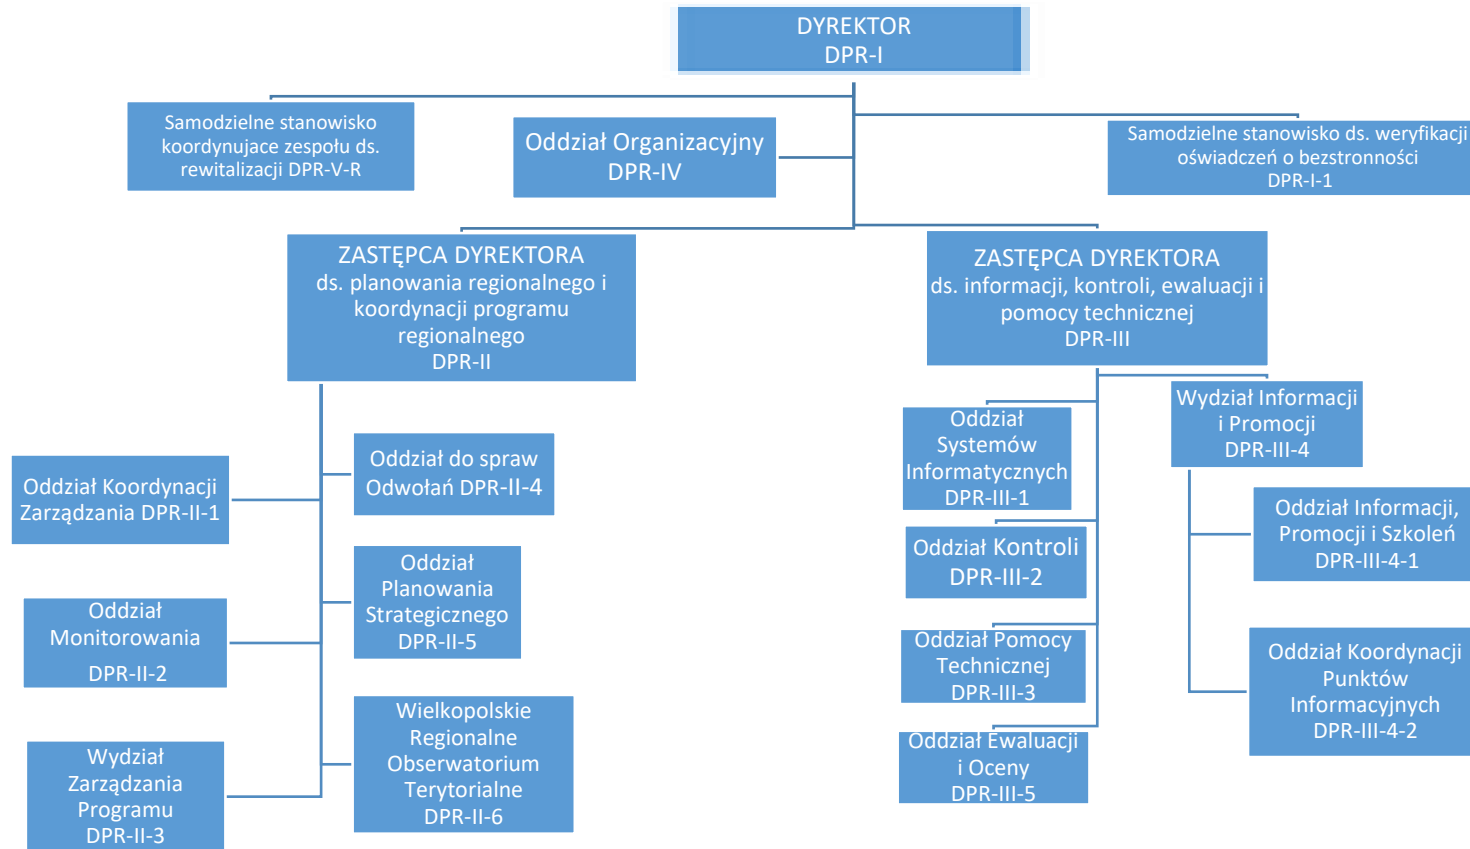 DYREKTOR
DPR-I
Samodzielne stanowisko
koordynujace zespołu ds.
rewitalizacji DPR-V-R
Oddział Organizacyjny
DPR-IV
Samodzielne stanowisko ds. weryfikacji
oświadczeń o bezstronności
DPR-I-1
ZASTĘPCA DYREKTORA
ds. planowania regionalnego i
koordynacji programu
regionalnego
DPR-II
ZASTĘPCA DYREKTORA
ds. informacji, kontroli, ewaluacji i
pomocy technicznej
DPR-III
Oddział Koordynacji
Zarządzania DPR-II-1
Oddział
Monitorowania
DPR-II-2
Wydział
Zarządzania
Programu
DPR-II-3
Oddział do spraw
Odwołań DPR-II-4
Oddział
Planowania
Strategicznego
DPR-II-5
Wielkopolskie
Regionalne
Obserwatorium
Terytorialne
DPR-II-6
Oddział
Systemów
Informatycznych
DPR-III-1
Oddział Kontroli
DPR-III-2
Oddział Pomocy
Technicznej
DPR-III-3
Oddział Ewaluacji
i Oceny
DPR-III-5
Wydział Informacji
i Promocji
DPR-III-4
Oddział Informacji,
Promocji i Szkoleń
DPR-III-4-1
Oddział Koordynacji
Punktów
Informacyjnych
DPR-III-4-2